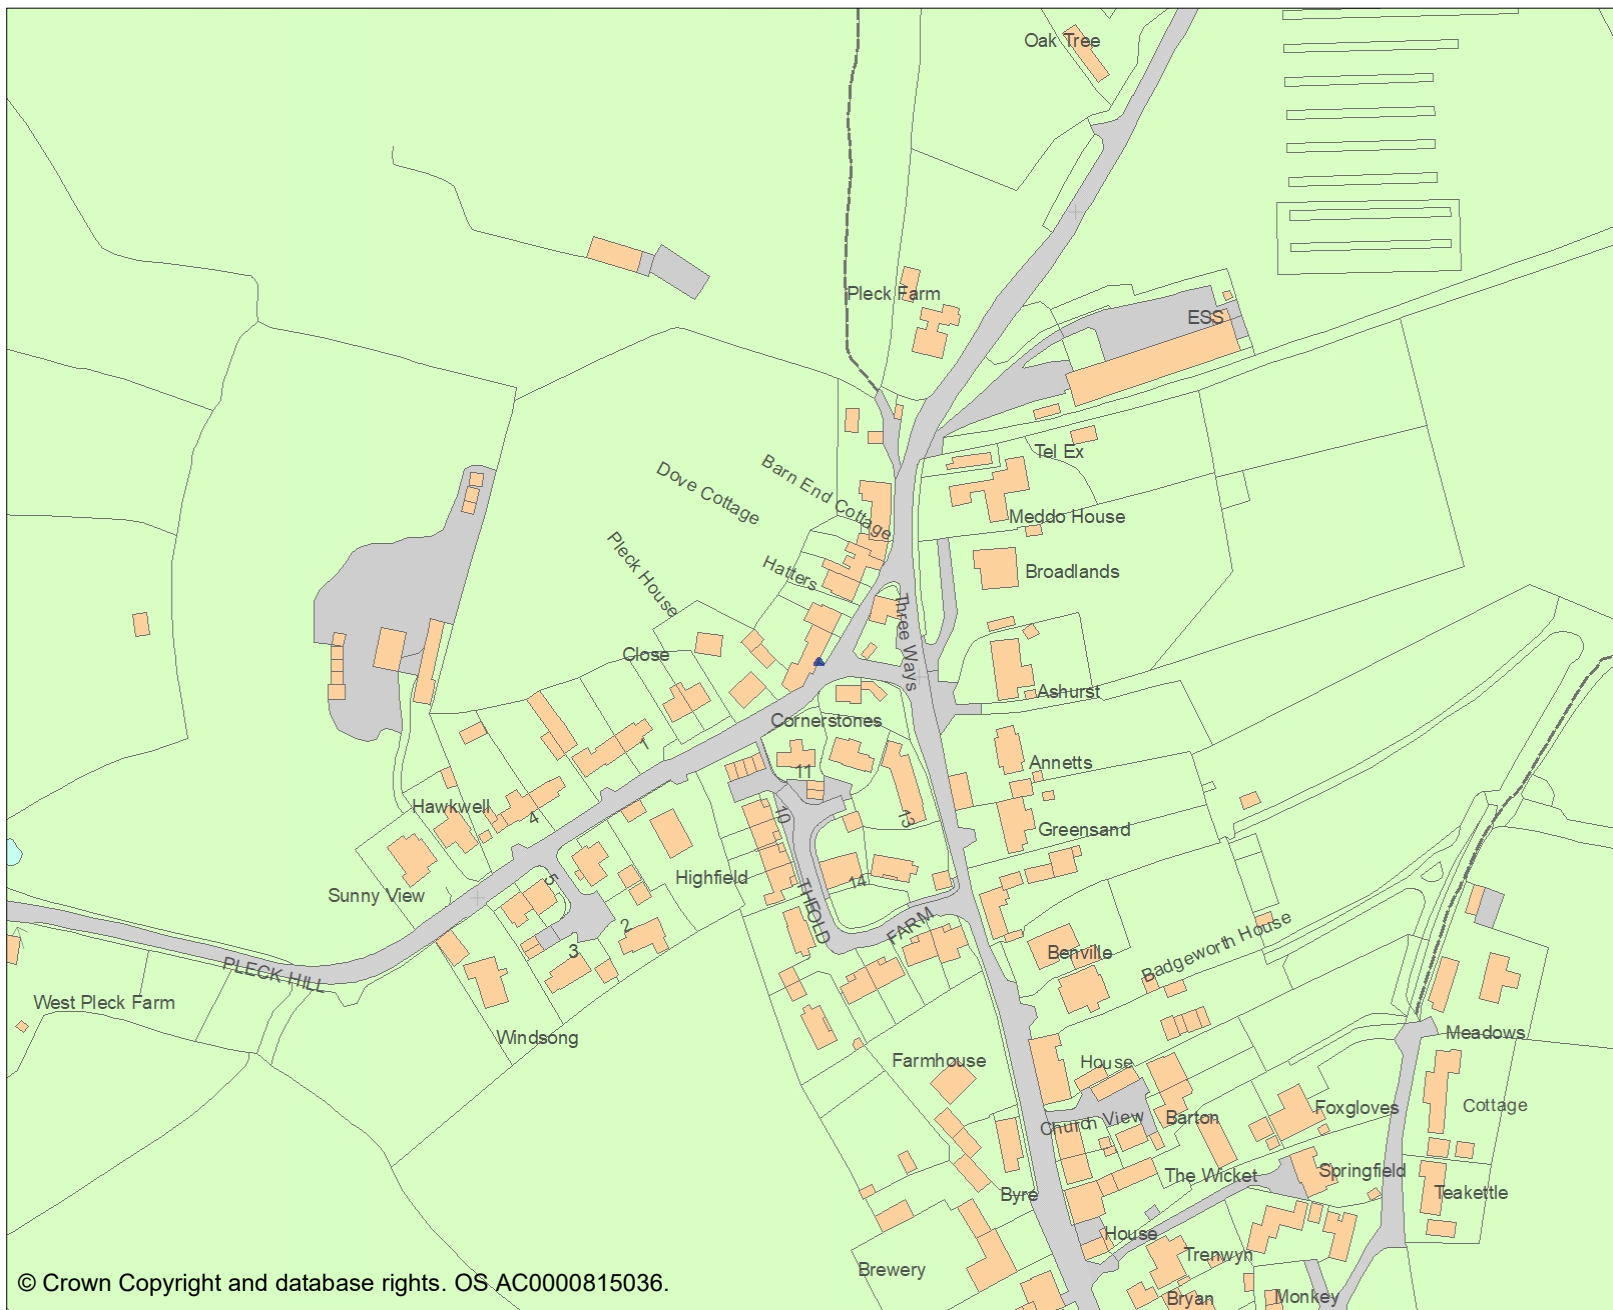 Oak Tree
Pleck Farm
ESS
Tel Ex
Barn End Cottage
Dove Cottage
Meddo House
Pleck House
Hatters
Broadlands
Three Ways
Close
Ashurst
Cornerstones
1
Annetts
11
Hawkwell
4
10
13
Greensand
Highfield
5
14
Sunny View
THEOLD
FARM
2
3
Benville
Badgeworth House
PLECK HILL
West Pleck Farm
Windsong
Meadows
Farmhouse
House
Foxgloves
Cottage
Church View
Barton
The Wicket
Springfield
Byre
Teakettle
House
Trenwyn
Brewery
© Crown Copyright and database rights. OS AC0000815036.
Bryan
Monkey